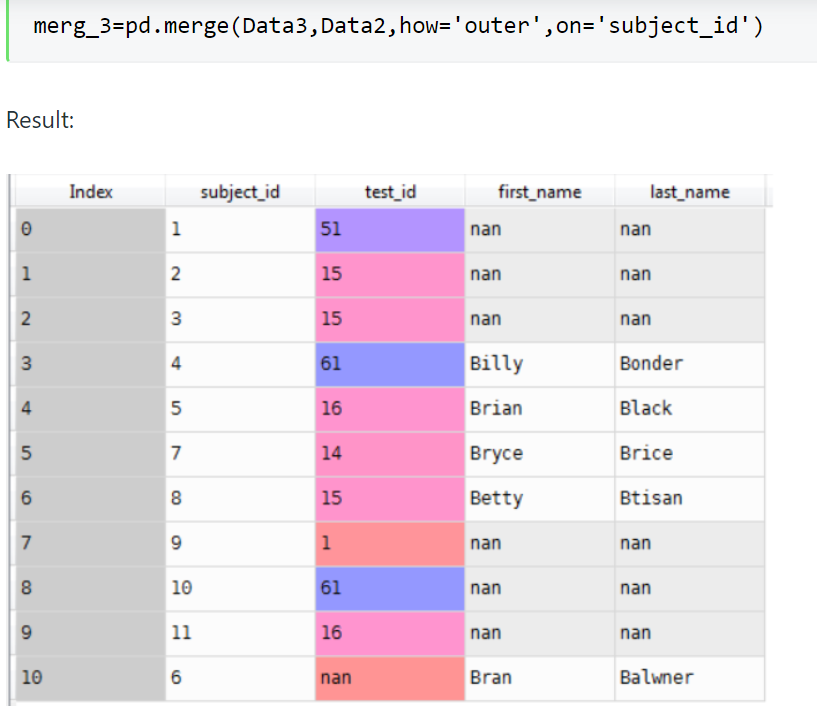 merg_3=pd.merge(Data3,Data2,how='outer',on='subject_id')
Result:
Index subject_id test_id first_name last_name
0 1 51 nan nan
1 2 15 nan nan
2 3 15 nan nan
3 4 61 Billy Bonder
4 5 16 Brian Black
5 7 14 Bryce Brice
6 8 15 Betty Btisan
7 9 1 nan nan
8 10 61 nan nan
9 11 16 nan nan
10 6 nan Bran Balwner